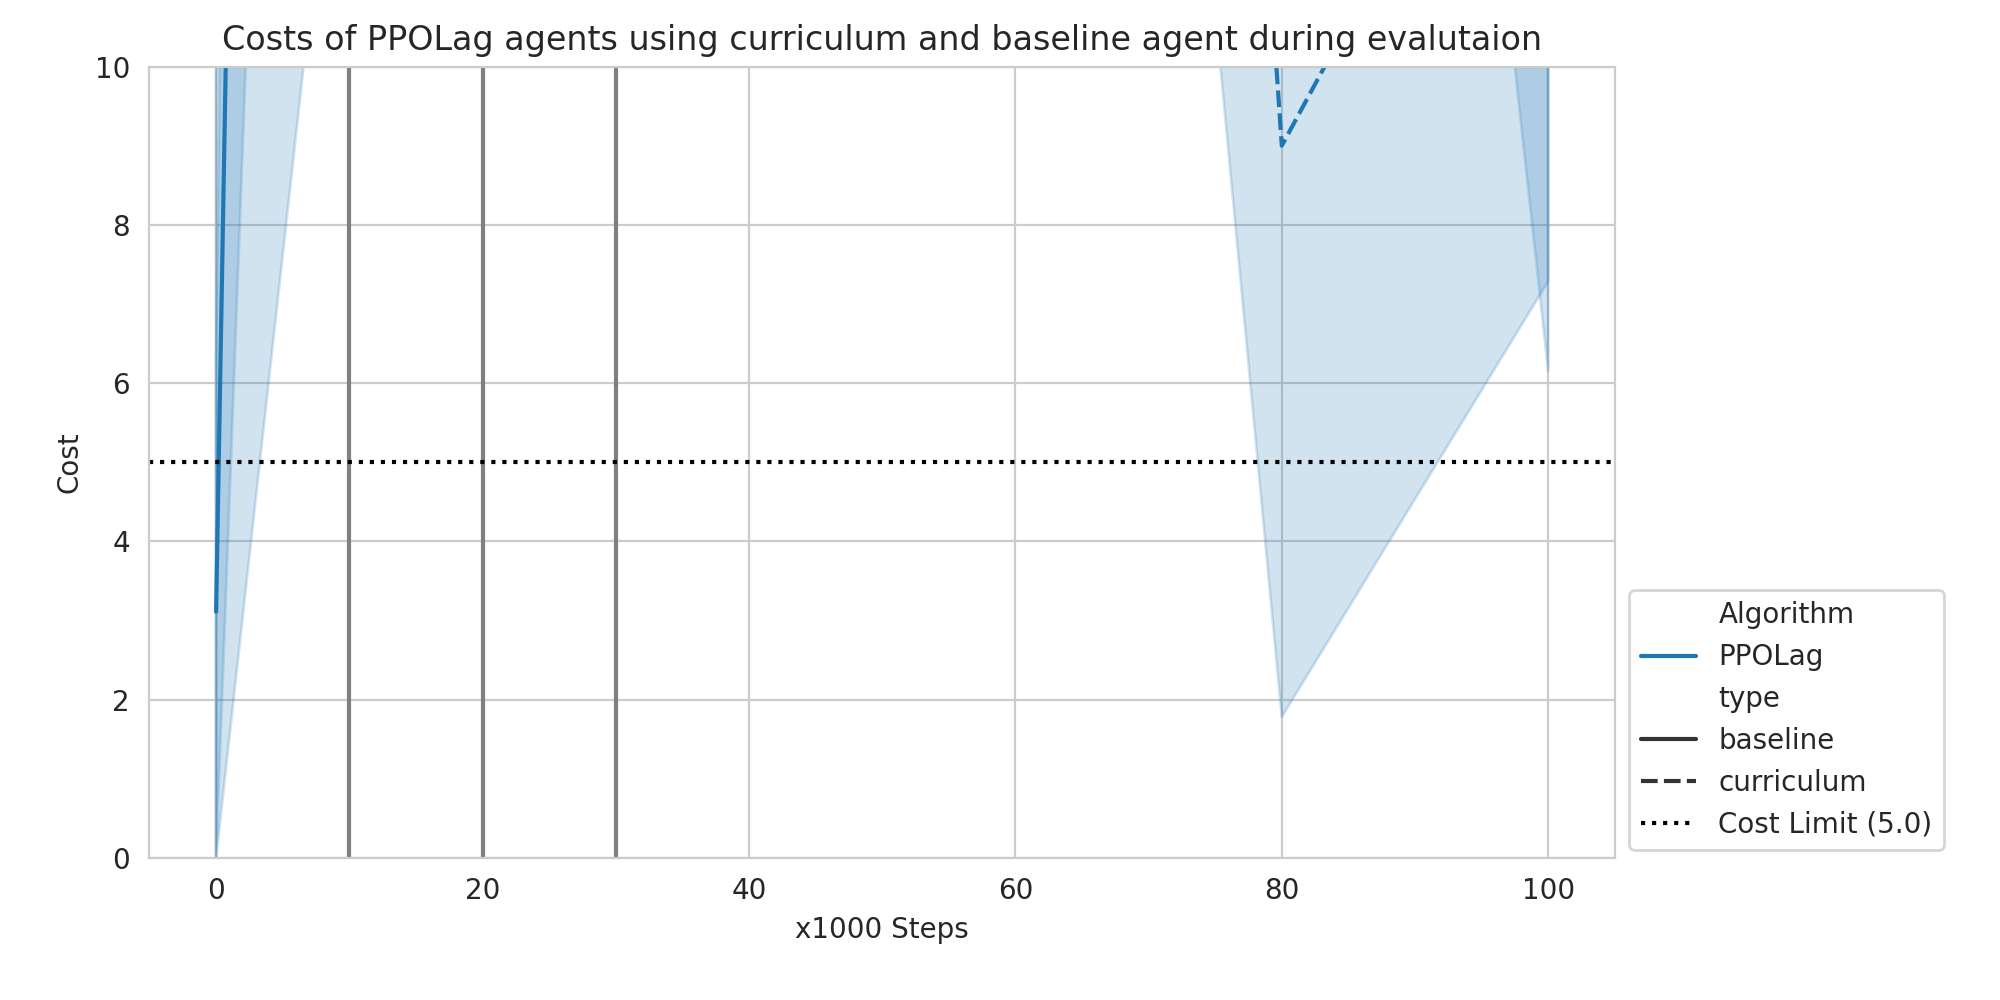 Costs of PPOLag agents using curriculum and baseline agent during evalutaion
10
8
6
4
2
0
Cost
0 20 40 60 80 100
x1000 Steps
Algorithm
PPOLag
type
baseline
curriculum
Cost Limit (5.0)